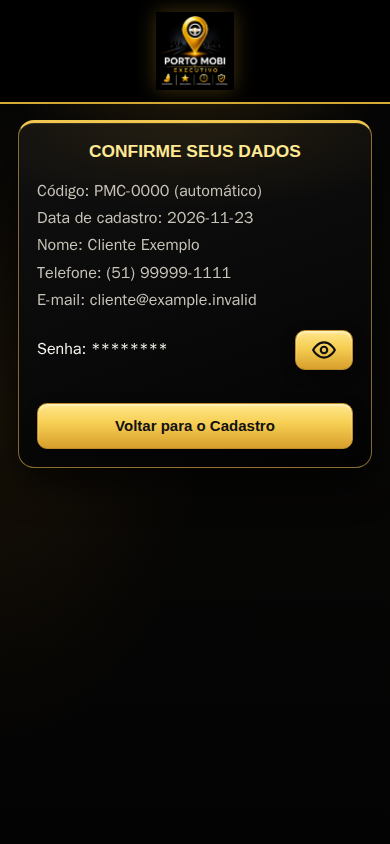 PORTO MOBI
EXECUTIVO
CONFIRME SEUS DADOS
Código: PMC-0000 (automático)
Data de cadastro: 2026-11-23
Nome: Cliente Exemplo
Telefone: (51) 99999-1111
E-mail: cliente@example.invalid
Senha: ********
Voltar para o Cadastro